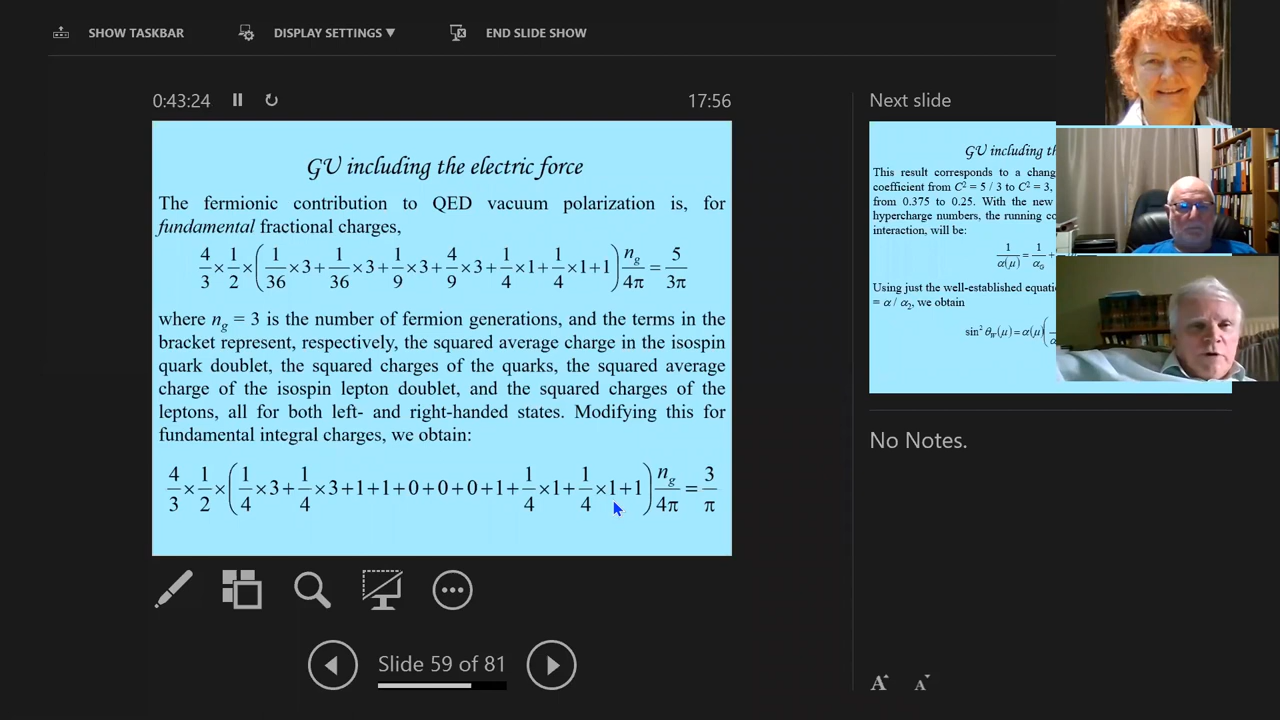 SHOW TASKBAR DISPLAY SETTINGS ▼ END SLIDE SHOW
0:43:24 17:56
GU including the electric force
The fermionic contribution to QED vacuum polarization is, for
fundamental fractional charges,
4/3 × 1/2 × (1/36 × 3 + 1/36 × 3 + 1/9 × 3 + 4/9 × 3 + 1/4 × 1 + 1/4 × 1 + 1) n_g/4π = 5/3π
where n_g = 3 is the number of fermion generations, and the terms in the
bracket represent, respectively, the squared average charge in the isospin
quark doublet, the squared charges of the quarks, the squared average
charge of the isospin lepton doublet, and the squared charges of the
leptons, all for both left- and right-handed states. Modifying this for
fundamental integral charges, we obtain:
4/3 × 1/2 × (1/4 × 3 + 1/4 × 3 + 1 + 1 + 0 + 0 + 0 + 1 + 1/4 × 1 + 1/4 × 1 + 1) n_g/4π = 3/π
Slide 59 of 81
Next slide
GU including
This result corresponds to a chang
coefficient from C² = 5 / 3 to C² = 3,
from 0.375 to 0.25. With the new
hypercharge numbers, the running co
interaction, will be:
1/α(μ) = 1/α_G +
Using just the well-established equatio
= α / α₂, we obtain
sin² θ_W(μ) = α(μ)(
No Notes.
A A